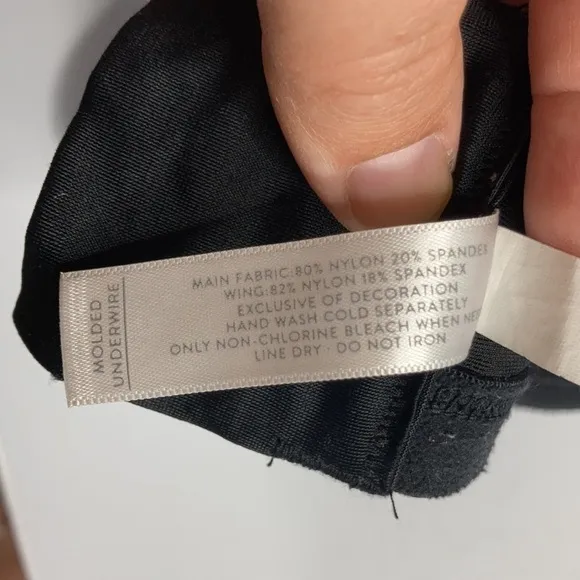 MOLDED
UNDERWIRE
MAIN FABRIC:80% NYLON 20% SPANDEX
WING:82% NYLON 18% SPANDEX
EXCLUSIVE OF DECORATION
HAND WASH COLD SEPARATELY
ONLY NON-CHLORINE BLEACH WHEN
LINE DRY · DO NOT IRON